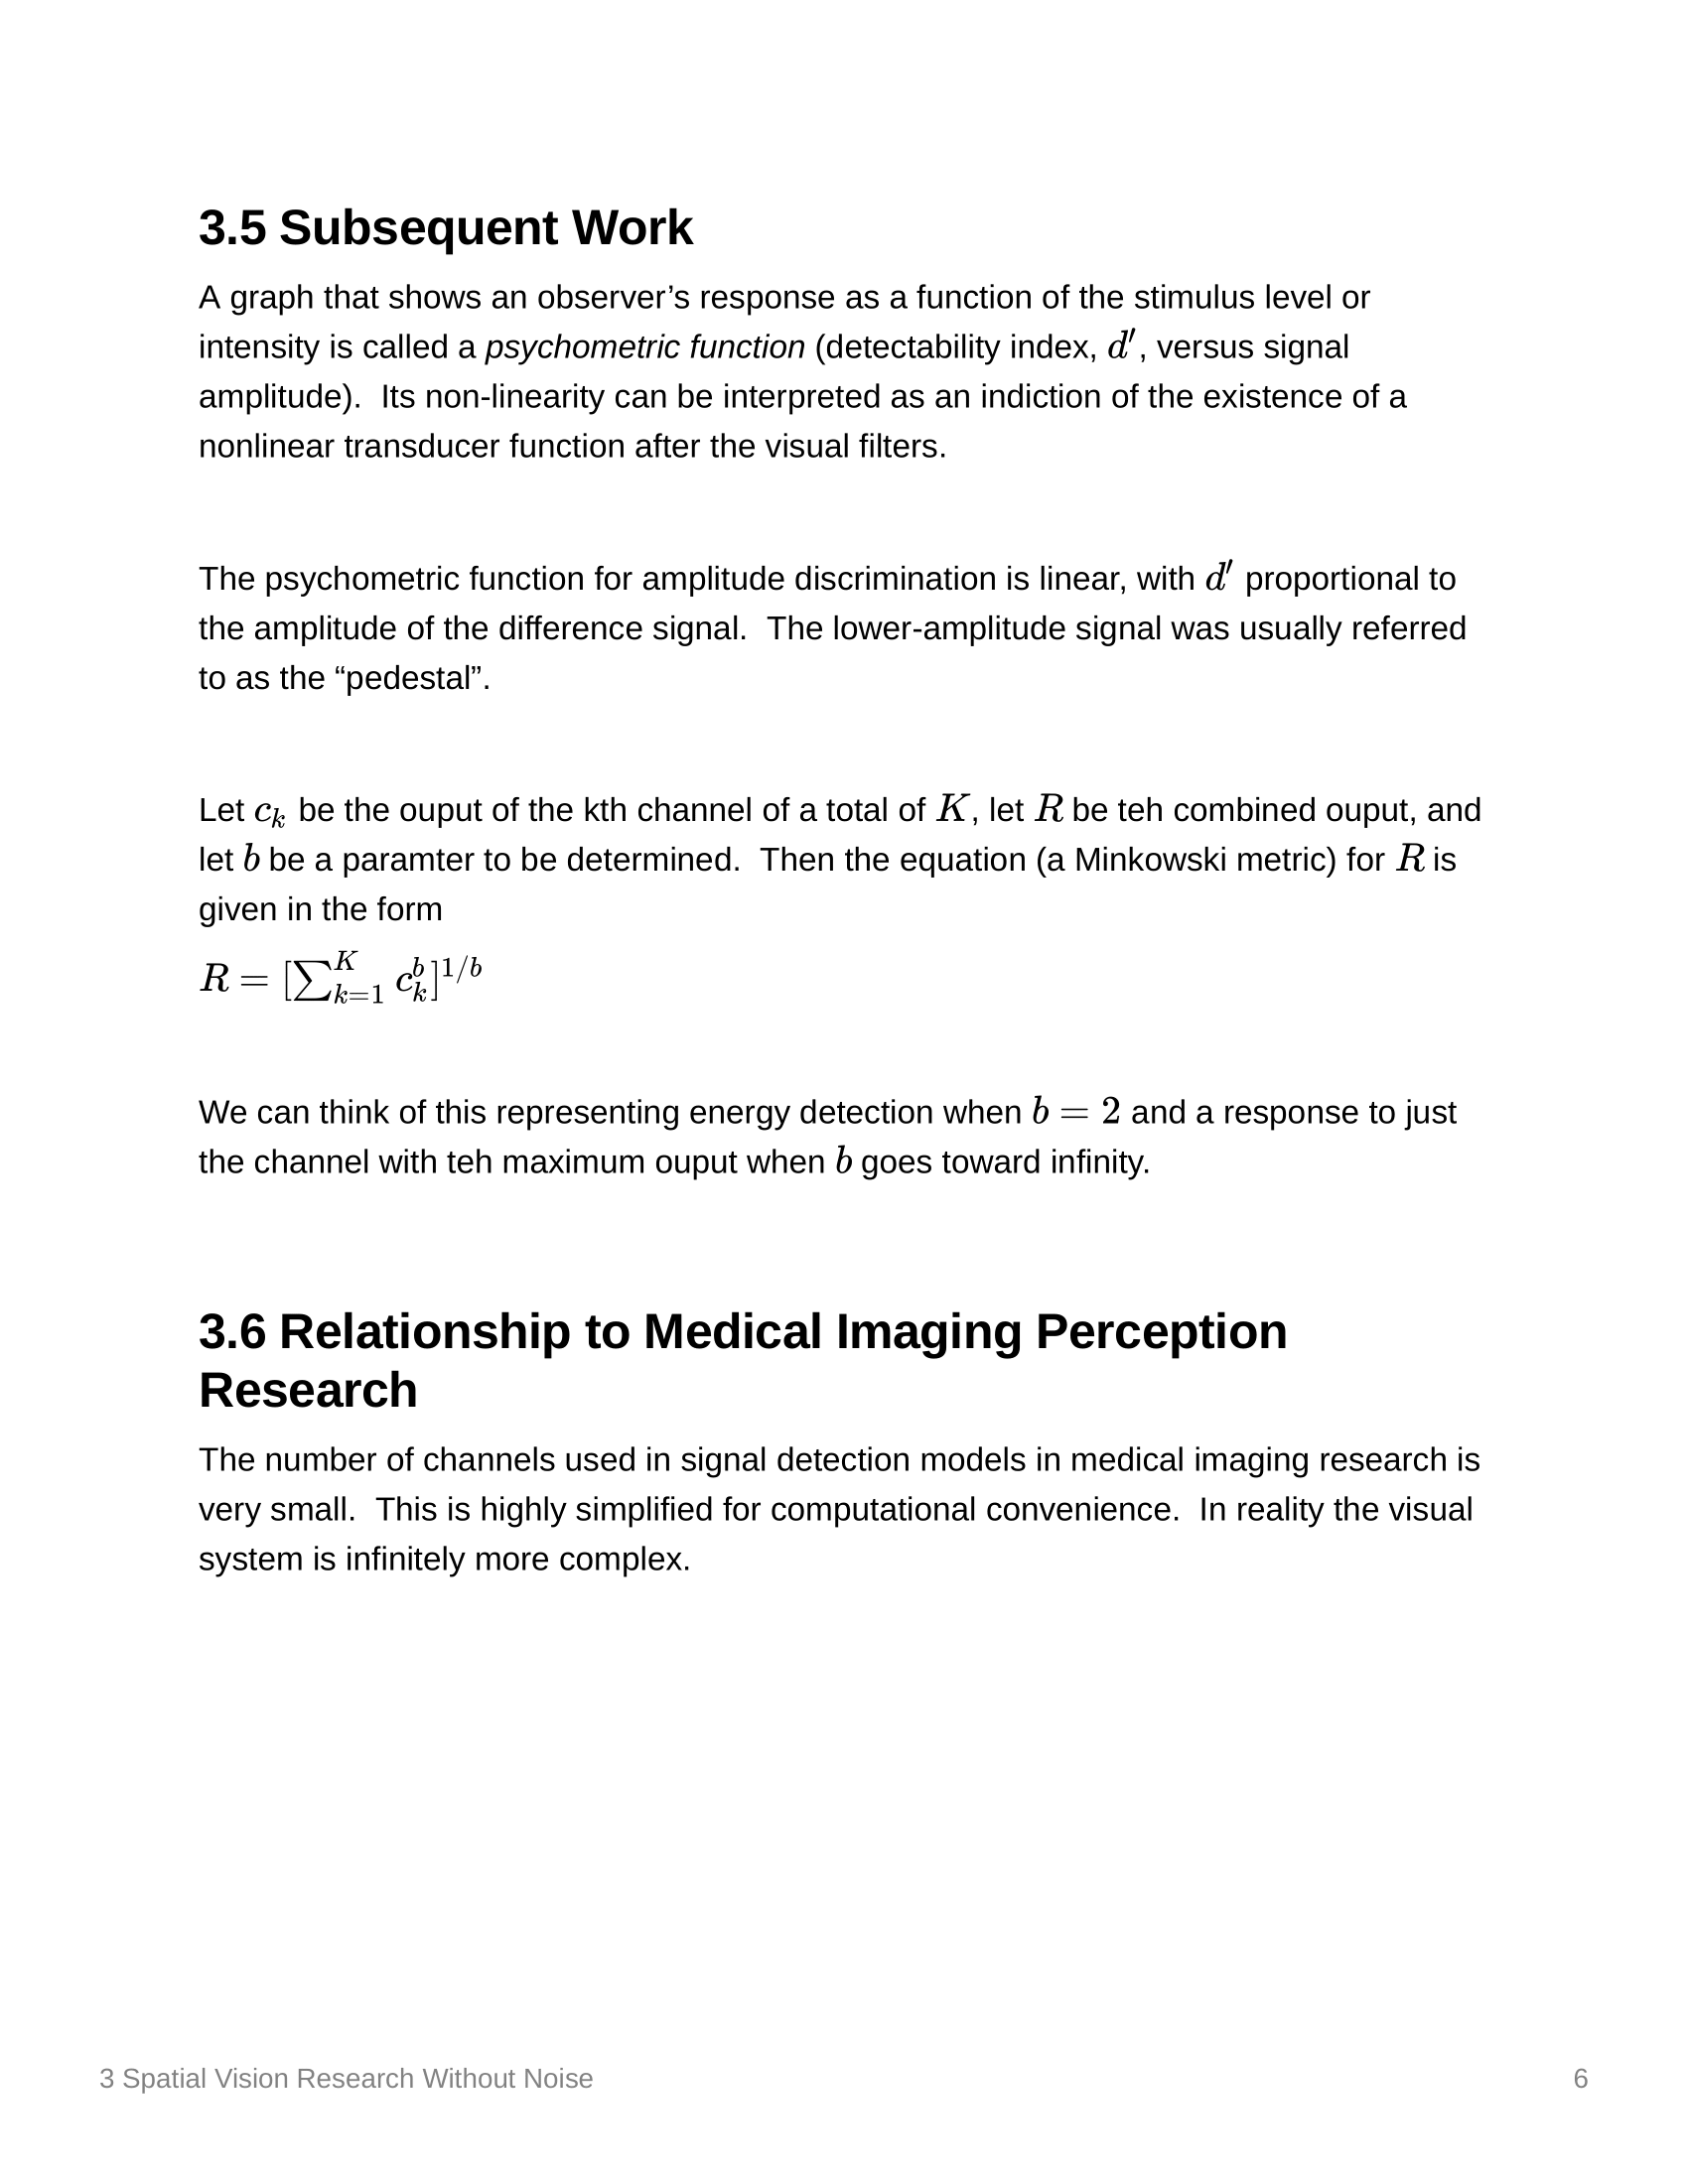 3.5 Subsequent Work
A graph that shows an observer’s response as a function of the stimulus level or
intensity is called a psychometric function (detectability index, d′, versus signal
amplitude).  Its non-linearity can be interpreted as an indiction of the existence of a
nonlinear transducer function after the visual filters.
The psychometric function for amplitude discrimination is linear, with d′ proportional to
the amplitude of the difference signal.  The lower-amplitude signal was usually referred
to as the “pedestal”.
Let c_k be the ouput of the kth channel of a total of K, let R be teh combined ouput, and
let b be a paramter to be determined.  Then the equation (a Minkowski metric) for R is
given in the form
R = [∑_{k=1}^{K} c_k^b]^{1/b}
We can think of this representing energy detection when b = 2 and a response to just
the channel with teh maximum ouput when b goes toward infinity.
3.6 Relationship to Medical Imaging Perception
Research
The number of channels used in signal detection models in medical imaging research is
very small.  This is highly simplified for computational convenience.  In reality the visual
system is infinitely more complex.
3 Spatial Vision Research Without Noise 6